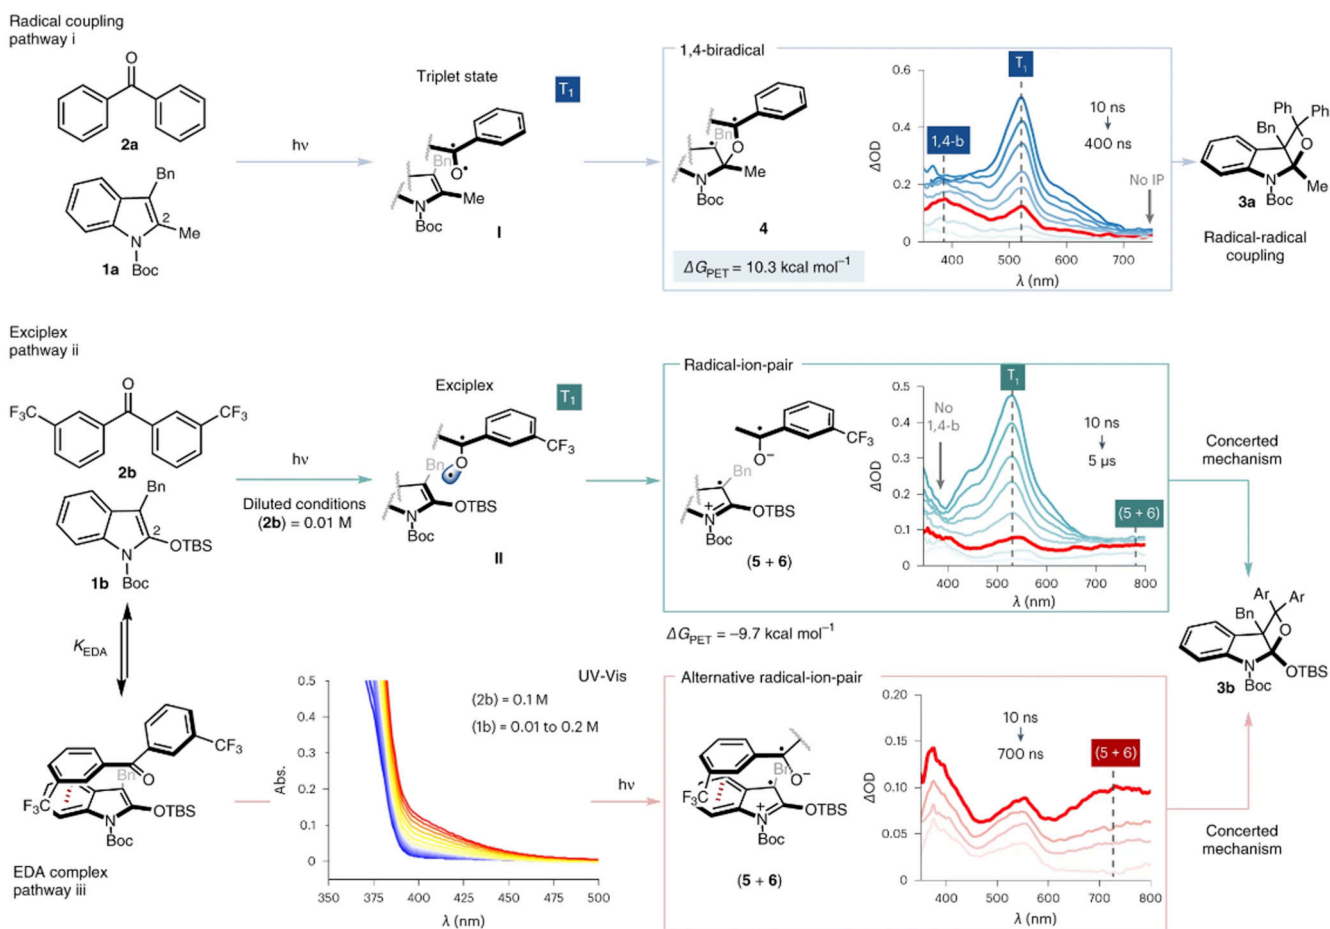 Radical coupling
pathway i
O
2a
Bn
2
Me
N
Boc
1a
hν
Triplet state
T₁
Bn
O•
N
Me
Boc
I
1,4-biradical
Bn
O
N
Me
Boc
4
ΔG_PET = 10.3 kcal mol⁻¹
T₁
1,4-b
10 ns
↓
400 ns
No IP
ΔOD
0.6
0.4
0.2
0
400
500
600
700
λ (nm)
Ph
Ph
Bn
O
N
Me
Boc
3a
Radical-radical
coupling
Exciplex
pathway ii
O
F₃C
CF₃
2b
Bn
2
OTBS
N
Boc
1b
hν
Diluted conditions
(2b) = 0.01 M
Exciplex
T₁
CF₃
Bn
O
OTBS
N
Boc
II
Radical-ion-pair
CF₃
O−
Bn
N
+
OTBS
Boc
(5 + 6)
ΔG_PET = −9.7 kcal mol⁻¹
T₁
No
1,4-b
10 ns
↓
5 µs
(5 + 6)
ΔOD
0.5
0.4
0.3
0.2
0.1
0
400
500
600
700
800
λ (nm)
Concerted
mechanism
Ar
Ar
Bn
O
N
OTBS
Boc
3b
K_EDA
CF₃
Bn
O
F₃C
OTBS
N
Boc
EDA complex
pathway iii
UV-Vis
(2b) = 0.1 M
(1b) = 0.01 to 0.2 M
Abs.
0.5
0.4
0.3
0.2
0.1
0
350
375
400
425
450
475
500
λ (nm)
hν
Alternative radical-ion-pair
Bn
O−
F₃C
N
+
OTBS
Boc
(5 + 6)
10 ns
↓
700 ns
(5 + 6)
ΔOD
0.20
0.15
0.10
0.05
0
400
500
600
700
800
λ (nm)
Concerted
mechanism